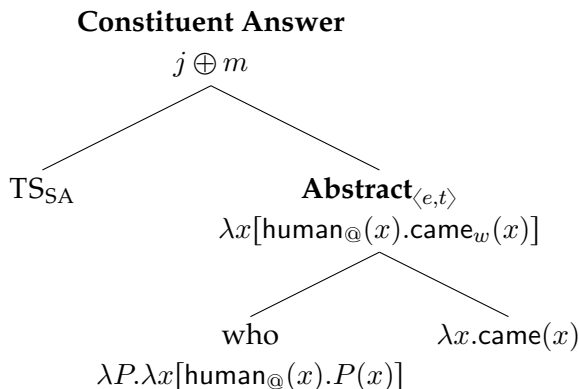 Constituent Answer
j ⊕ m
TS_SA
Abstract_⟨e,t⟩
λx[human_@(x).came_w(x)]
who
λx.came(x)
λP.λx[human_@(x).P(x)]